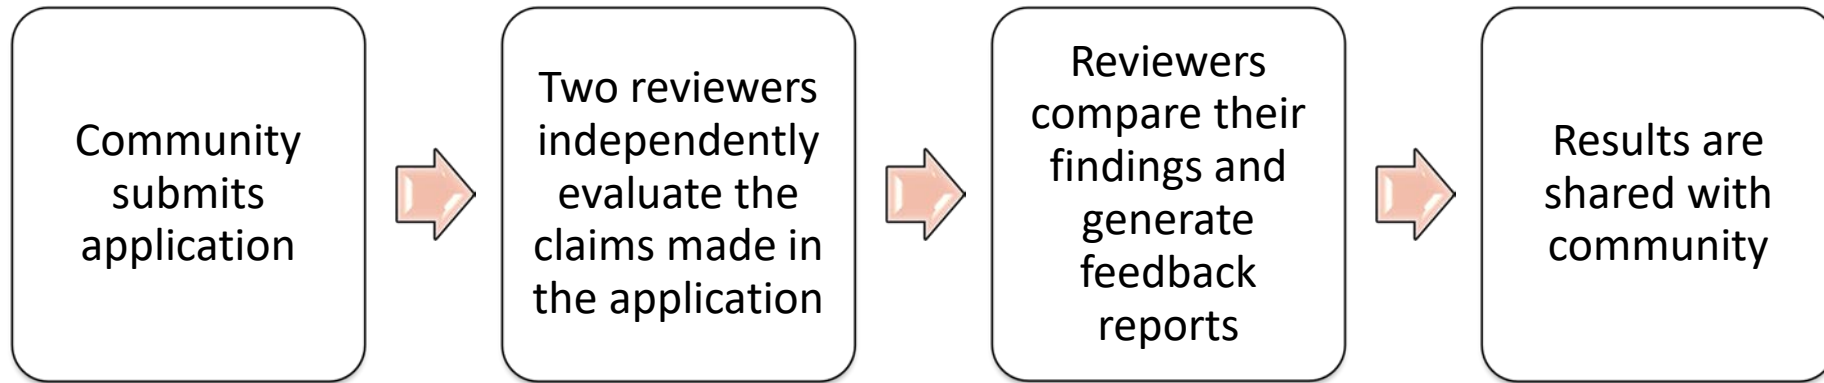 Community
submits
application
Two reviewers
independently
evaluate the
claims made in
the application
Reviewers
compare their
findings and
generate
feedback
reports
Results are
shared with
community